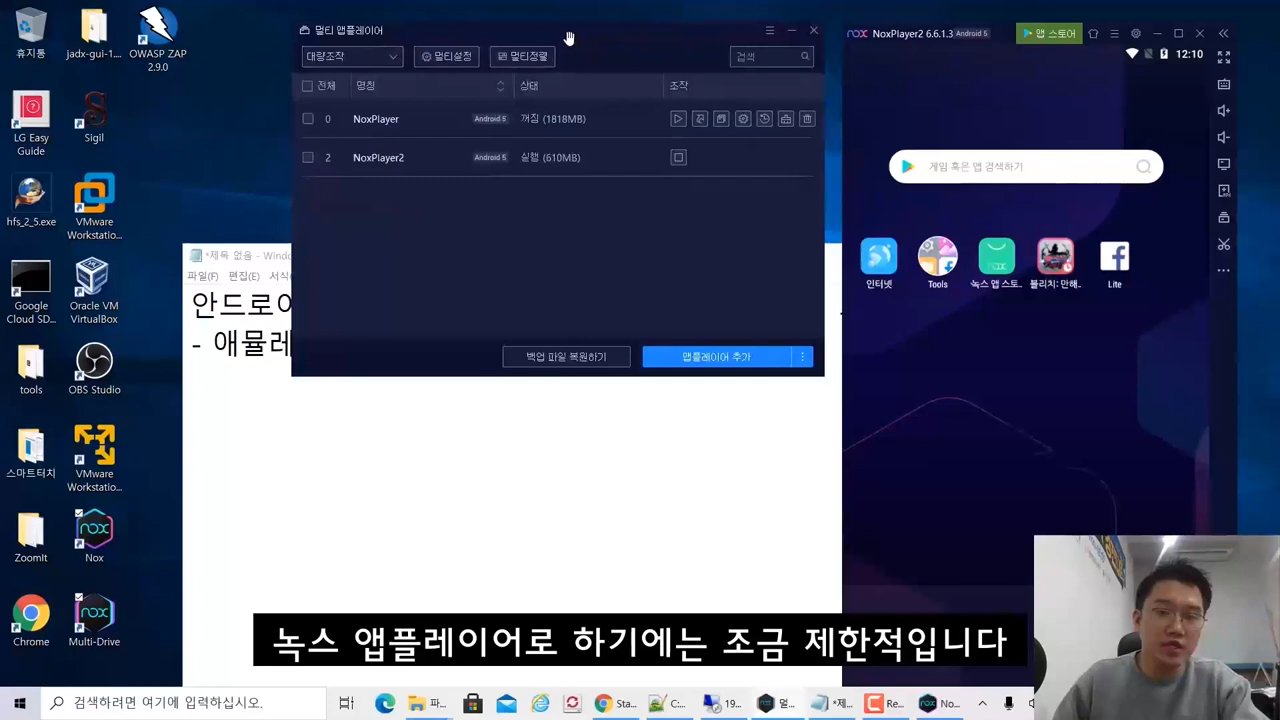 휴지통
jadx-gui-1...
OWASP ZAP
2.9.0
LG Easy
Guide
Sigil
hfs_2_5.exe
VMware
Workstatio...
Google
Cloud SD...
Oracle VM
VirtualBox
tools
OBS Studio
스마트터치
VMware
Workstatio...
ZoomIt
Nox
Chrome
Multi-Drive
멀티 앱플레이어
대량조작
멀티설정
멀티정렬
검색
전체
명칭
상태
조작
0 NoxPlayer Android 5 꺼짐 (1818MB)
2 NoxPlayer2 Android 5 실행 (610MB)
백업 파일 복원하기
앱플레이어 추가
*제목 없음 - Windo
파일(F) 편집(E) 서식(
안드로이
- 애뮬레
nox NoxPlayer2 6.6.1.3 Android 5
앱 스토어
12:10
게임 혹은 앱 검색하기
인터넷
Tools
녹스 앱 스토..
블리치: 만해..
Lite
녹스 앱플레이어로 하기에는 조금 제한적입니다
검색하려면 여기에 입력하십시오.
파...
Sta...
C:...
19...
멀...
*제...
Re...
No...